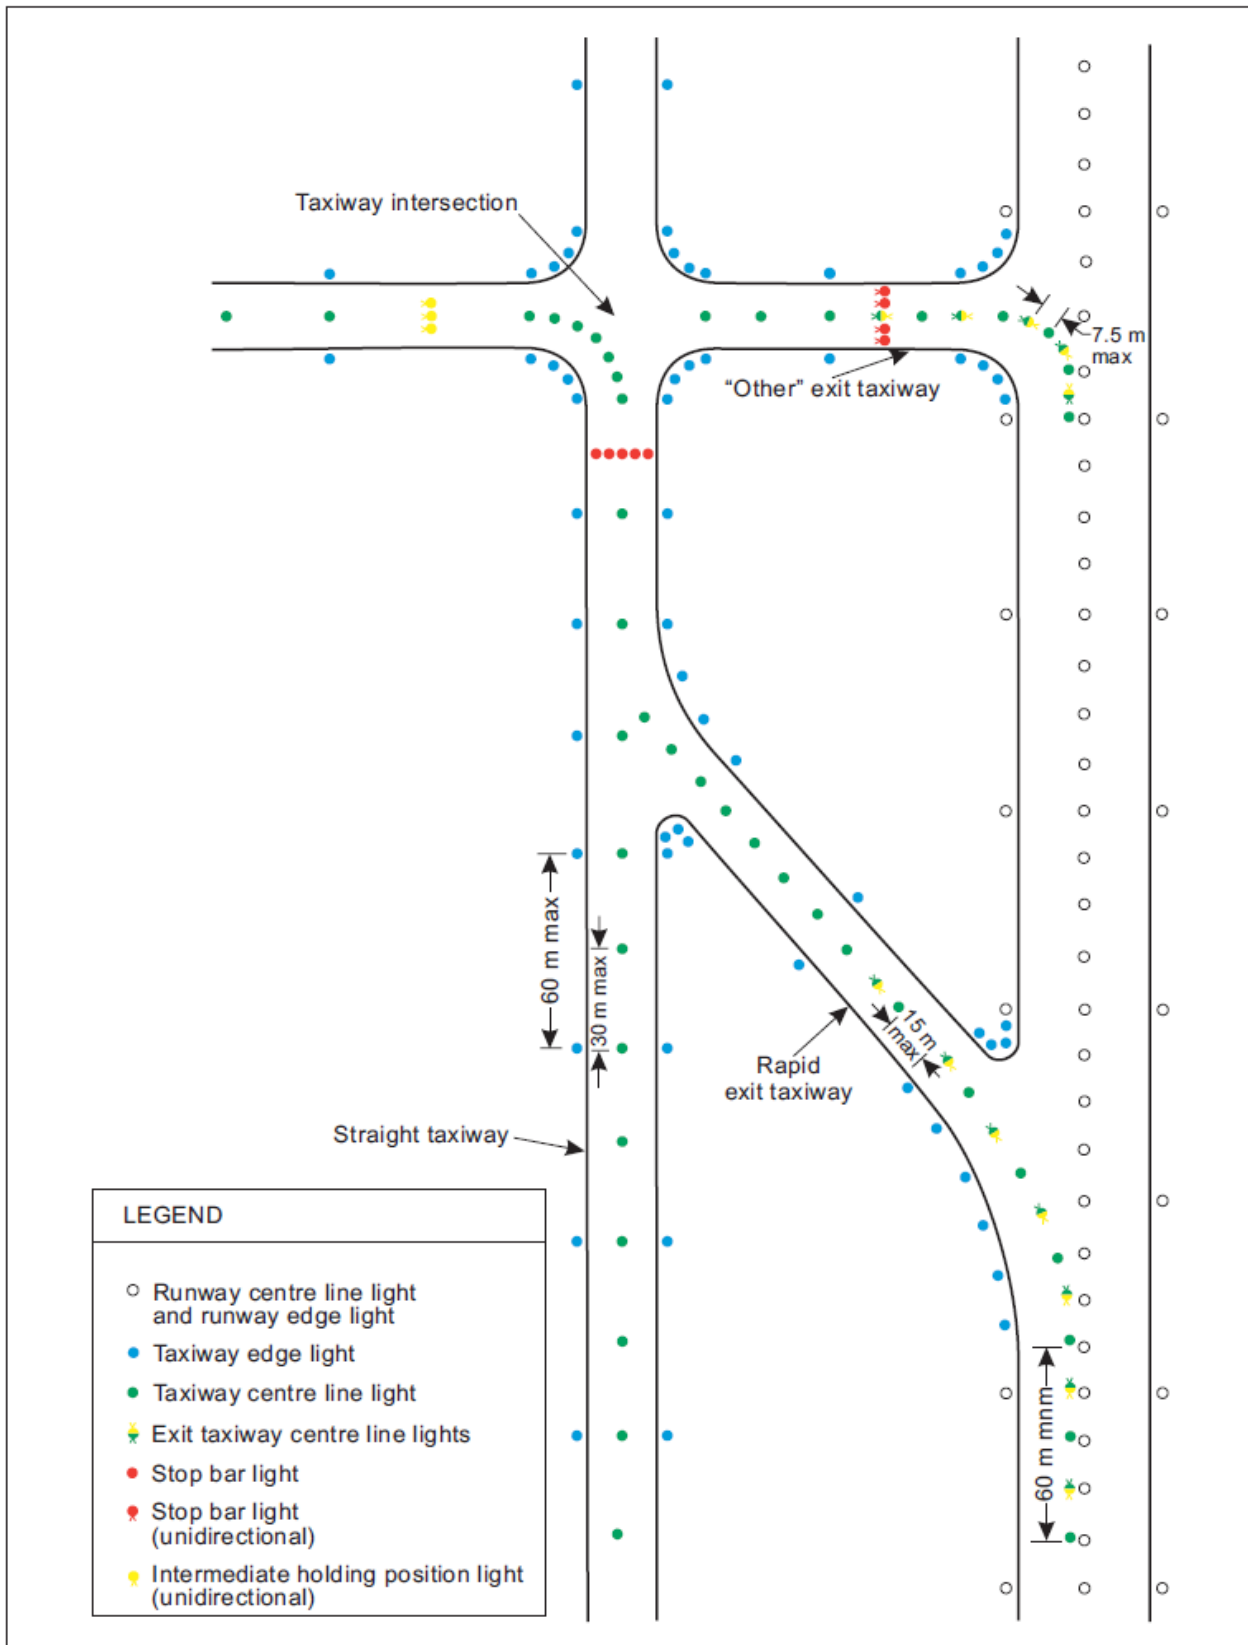 Taxiway intersection
7.5 m
max
“Other” exit taxiway
60 m max
30 m max
15 m
max
Rapid
exit taxiway
Straight taxiway
60 m mnm
LEGEND
Runway centre line light
and runway edge light
Taxiway edge light
Taxiway centre line light
Exit taxiway centre line lights
Stop bar light
Stop bar light
(unidirectional)
Intermediate holding position light
(unidirectional)